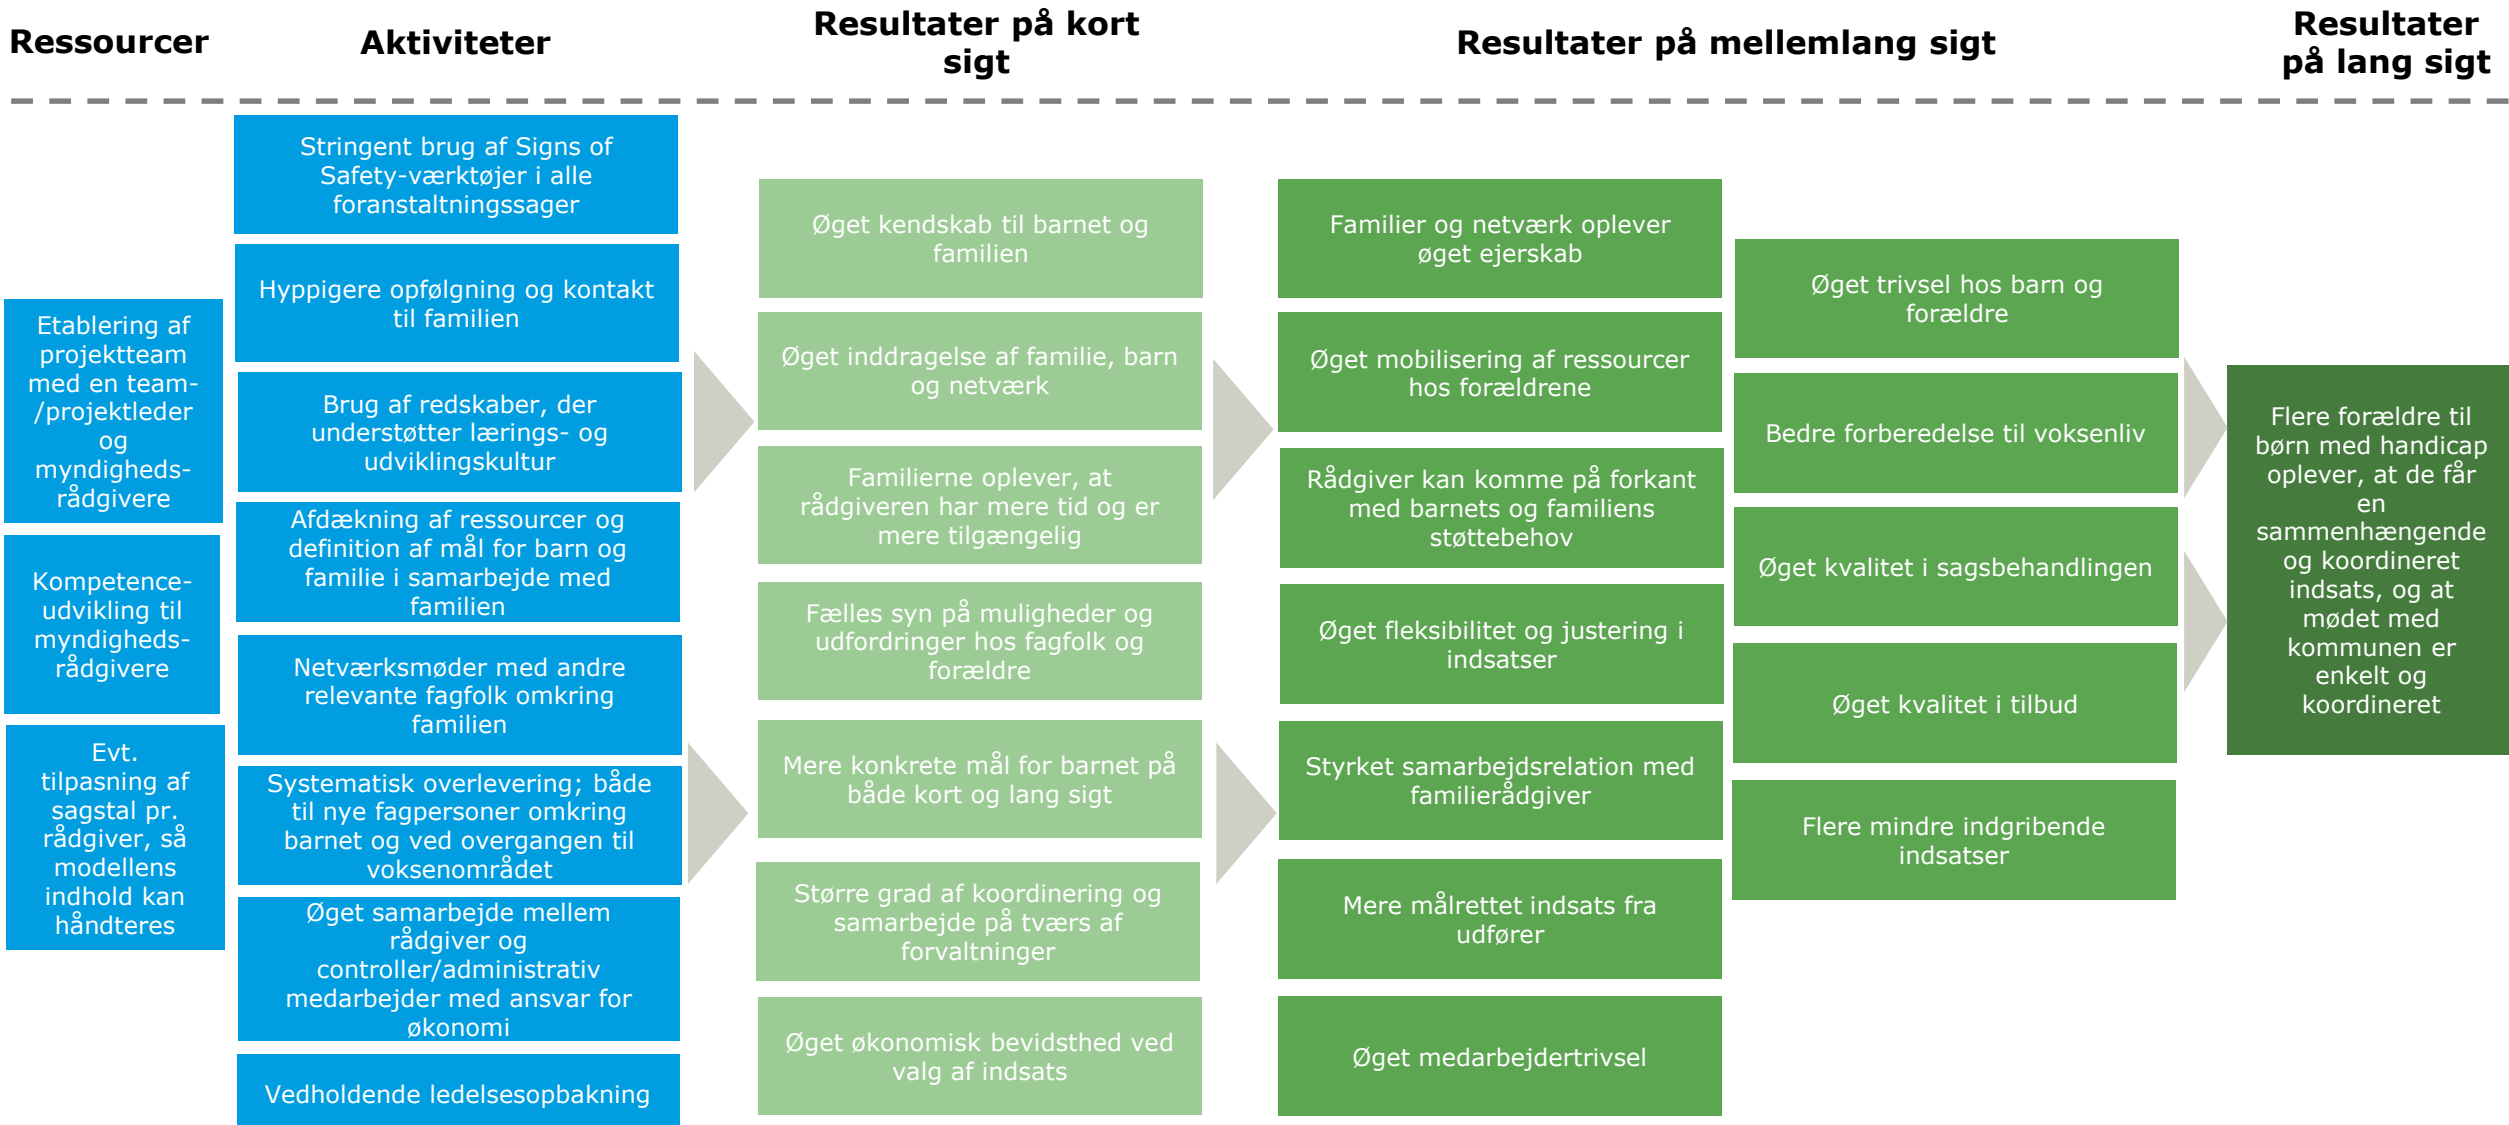 Ressourcer
Aktiviteter
Resultater på kort
sigt
Resultater på mellemlang sigt
Resultater
på lang sigt
Etablering af
projektteam
med en team-
/projektleder
og
myndigheds-
rådgivere
Kompetence-
udvikling til
myndigheds-
rådgivere
Evt.
tilpasning af
sagstal pr.
rådgiver, så
modellens
indhold kan
håndteres
Stringent brug af Signs of
Safety-værktøjer i alle
foranstaltningssager
Hyppigere opfølgning og kontakt
til familien
Brug af redskaber, der
understøtter lærings- og
udviklingskultur
Afdækning af ressourcer og
definition af mål for barn og
familie i samarbejde med
familien
Netværksmøder med andre
relevante fagfolk omkring
familien
Systematisk overlevering; både
til nye fagpersoner omkring
barnet og ved overgangen til
voksenområdet
Øget samarbejde mellem
rådgiver og
controller/administrativ
medarbejder med ansvar for
økonomi
Vedholdende ledelsesopbakning
Øget kendskab til barnet og
familien
Øget inddragelse af familie, barn
og netværk
Familierne oplever, at
rådgiveren har mere tid og er
mere tilgængelig
Fælles syn på muligheder og
udfordringer hos fagfolk og
forældre
Mere konkrete mål for barnet på
både kort og lang sigt
Større grad af koordinering og
samarbejde på tværs af
forvaltninger
Øget økonomisk bevidsthed ved
valg af indsats
Familier og netværk oplever
øget ejerskab
Øget mobilisering af ressourcer
hos forældrene
Rådgiver kan komme på forkant
med barnets og familiens
støttebehov
Øget fleksibilitet og justering i
indsatser
Styrket samarbejdsrelation med
familierådgiver
Mere målrettet indsats fra
udfører
Øget medarbejdertrivsel
Øget trivsel hos barn og
forældre
Bedre forberedelse til voksenliv
Øget kvalitet i sagsbehandlingen
Øget kvalitet i tilbud
Flere mindre indgribende
indsatser
Flere forældre til
børn med handicap
oplever, at de får
en
sammenhængende
og koordineret
indsats, og at
mødet med
kommunen er
enkelt og
koordineret